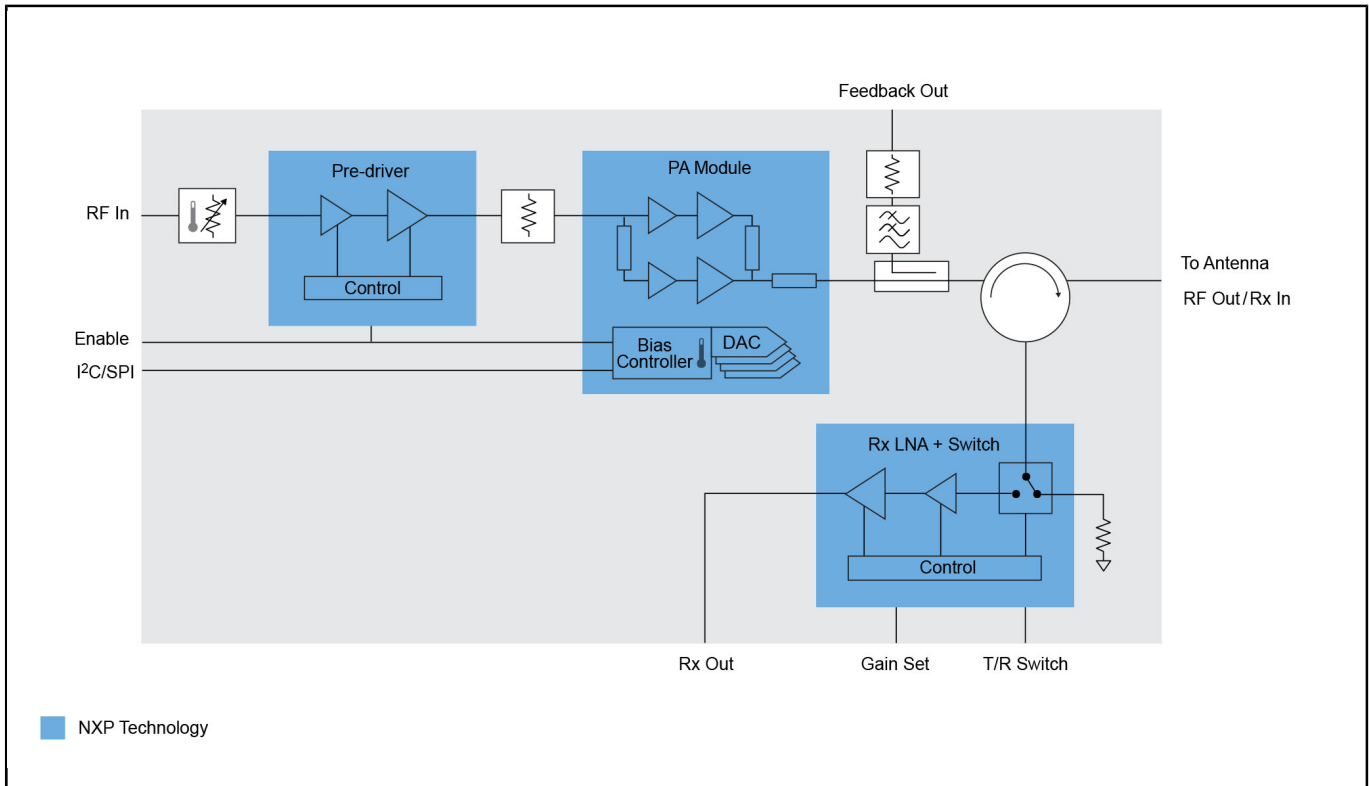 Feedback Out
Pre-driver
PA Module
RF In
To Antenna
RF Out/Rx In
Control
Enable
I²C/SPI
Bias
Controller
DAC
Rx LNA + Switch
Control
Rx Out
Gain Set
T/R Switch
NXP Technology